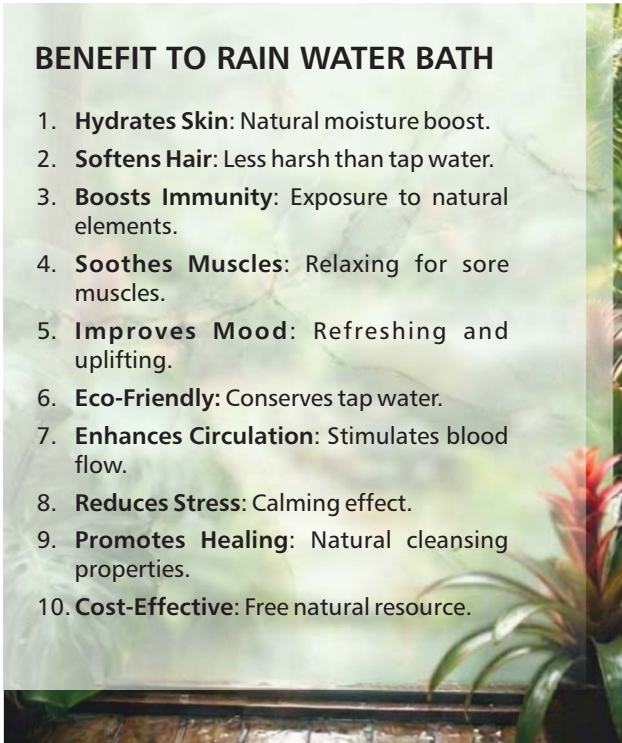 BENEFIT TO RAIN WATER BATH
1. Hydrates Skin: Natural moisture boost.
2. Softens Hair: Less harsh than tap water.
3. Boosts Immunity: Exposure to natural
elements.
4. Soothes Muscles: Relaxing for sore
muscles.
5. Improves Mood: Refreshing and
uplifting.
6. Eco-Friendly: Conserves tap water.
7. Enhances Circulation: Stimulates blood
flow.
8. Reduces Stress: Calming effect.
9. Promotes Healing: Natural cleansing
properties.
10. Cost-Effective: Free natural resource.